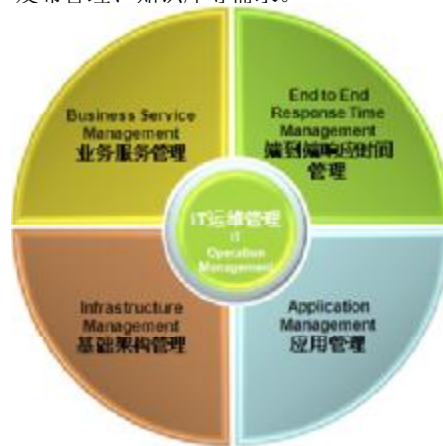 Business Service
Management
业务服务管理
End to End
Response Time
Management
端到端响应时间
管理
IT运维管理
IT
Operation
Management
Infrastructure
Management
基础架构管理
Application
Management
应用管理